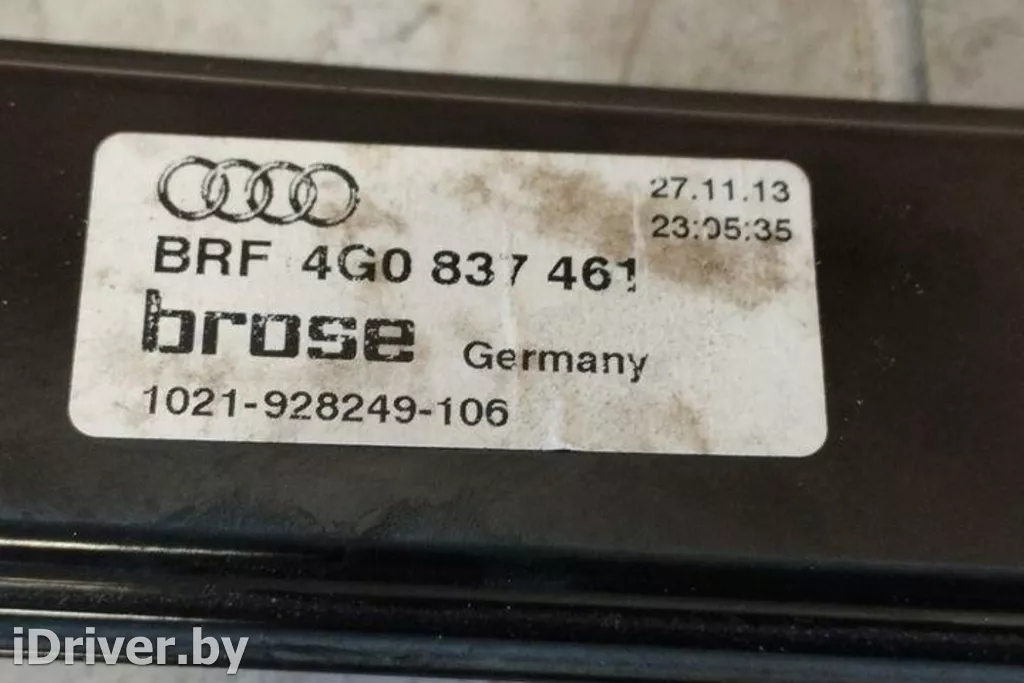 27.11.13
23:05:35
BRF 4G0 837 461
brose Germany
1021-928249-106
iDriver.by